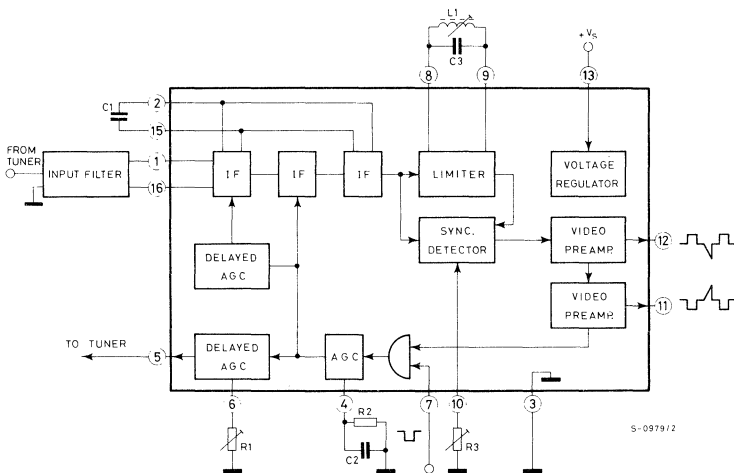 L1
C3
+Vs
8
9
13
C1
2
15
FROM
TUNER
1
16
INPUT FILTER
IF
IF
IF
LIMITER
VOLTAGE
REGULATOR
SYNC.
DETECTOR
VIDEO
PREAMP.
12
DELAYED
AGC
VIDEO
PREAMP.
11
TO TUNER
5
DELAYED
AGC
AGC
6
4
7
10
3
R1
R2
C2
R3
S-0979/2